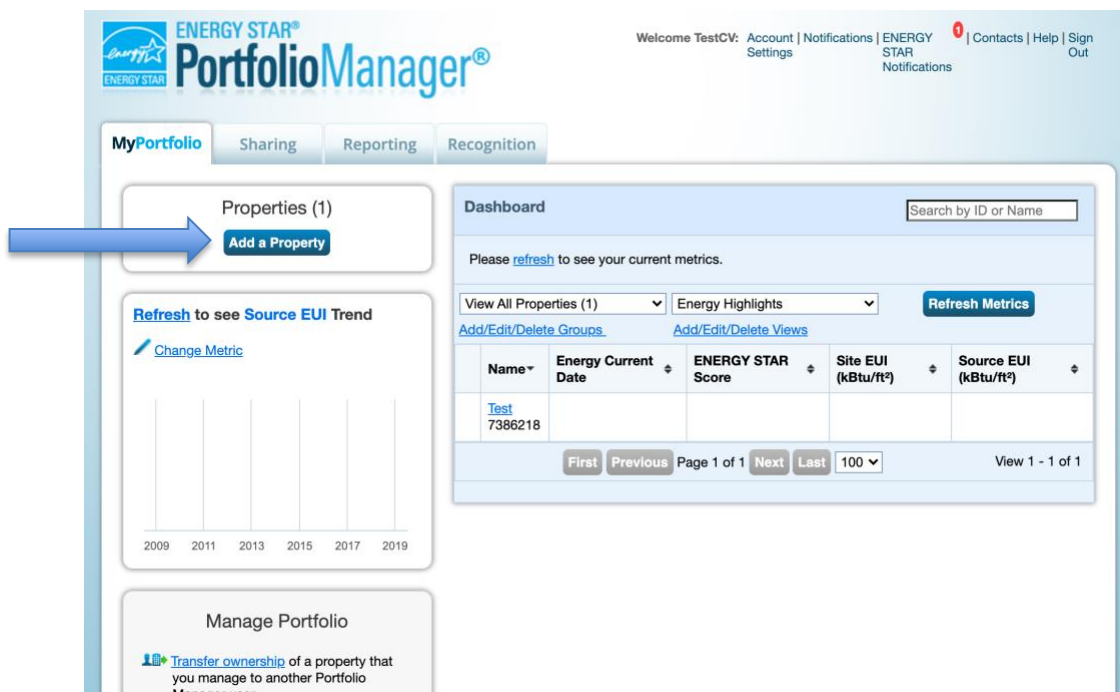 ENERGY STAR®
PortfolioManager®
energy
ENERGY STAR
Welcome TestCV: Account Settings | Notifications | ENERGY STAR Notifications 1 | Contacts | Help | Sign Out
MyPortfolio
Sharing
Reporting
Recognition
Properties (1)
Add a Property
Refresh to see Source EUI Trend
Change Metric
2009 2011 2013 2015 2017 2019
Manage Portfolio
Transfer ownership of a property that
you manage to another Portfolio
Dashboard
Search by ID or Name
Please refresh to see your current metrics.
View All Properties (1)
Energy Highlights
Refresh Metrics
Add/Edit/Delete Groups
Add/Edit/Delete Views
Name
Energy Current
Date
ENERGY STAR
Score
Site EUI
(kBtu/ft²)
Source EUI
(kBtu/ft²)
Test
7386218
First Previous Page 1 of 1 Next Last 100
View 1 - 1 of 1